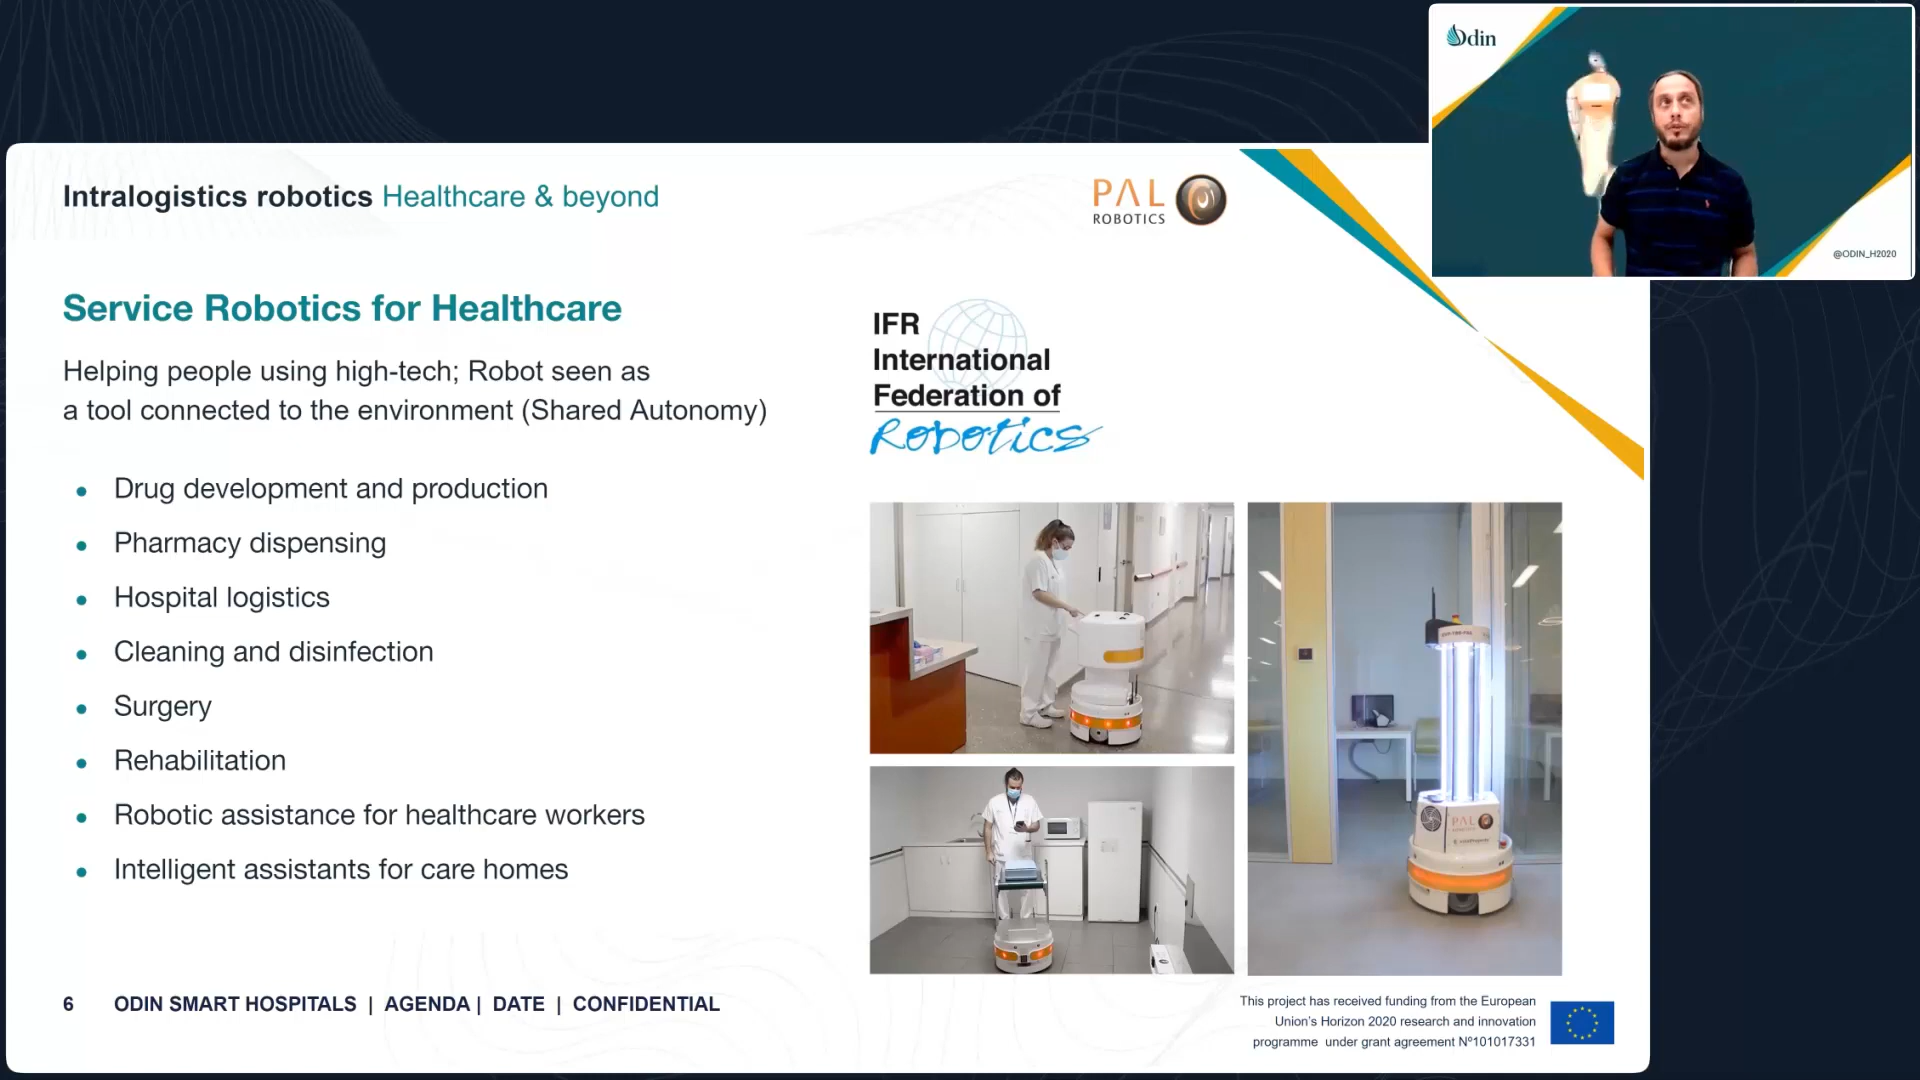 Odin
@ODIN_H2020
Intralogistics robotics Healthcare & beyond
PAL
ROBOTICS
Service Robotics for Healthcare
Helping people using high-tech; Robot seen as
a tool connected to the environment (Shared Autonomy)
Drug development and production
Pharmacy dispensing
Hospital logistics
Cleaning and disinfection
Surgery
Rehabilitation
Robotic assistance for healthcare workers
Intelligent assistants for care homes
IFR
International
Federation of
Robotics
PAL
6 ODIN SMART HOSPITALS | AGENDA | DATE | CONFIDENTIAL
This project has received funding from the European
Union's Horizon 2020 research and innovation
programme under grant agreement Nº101017331